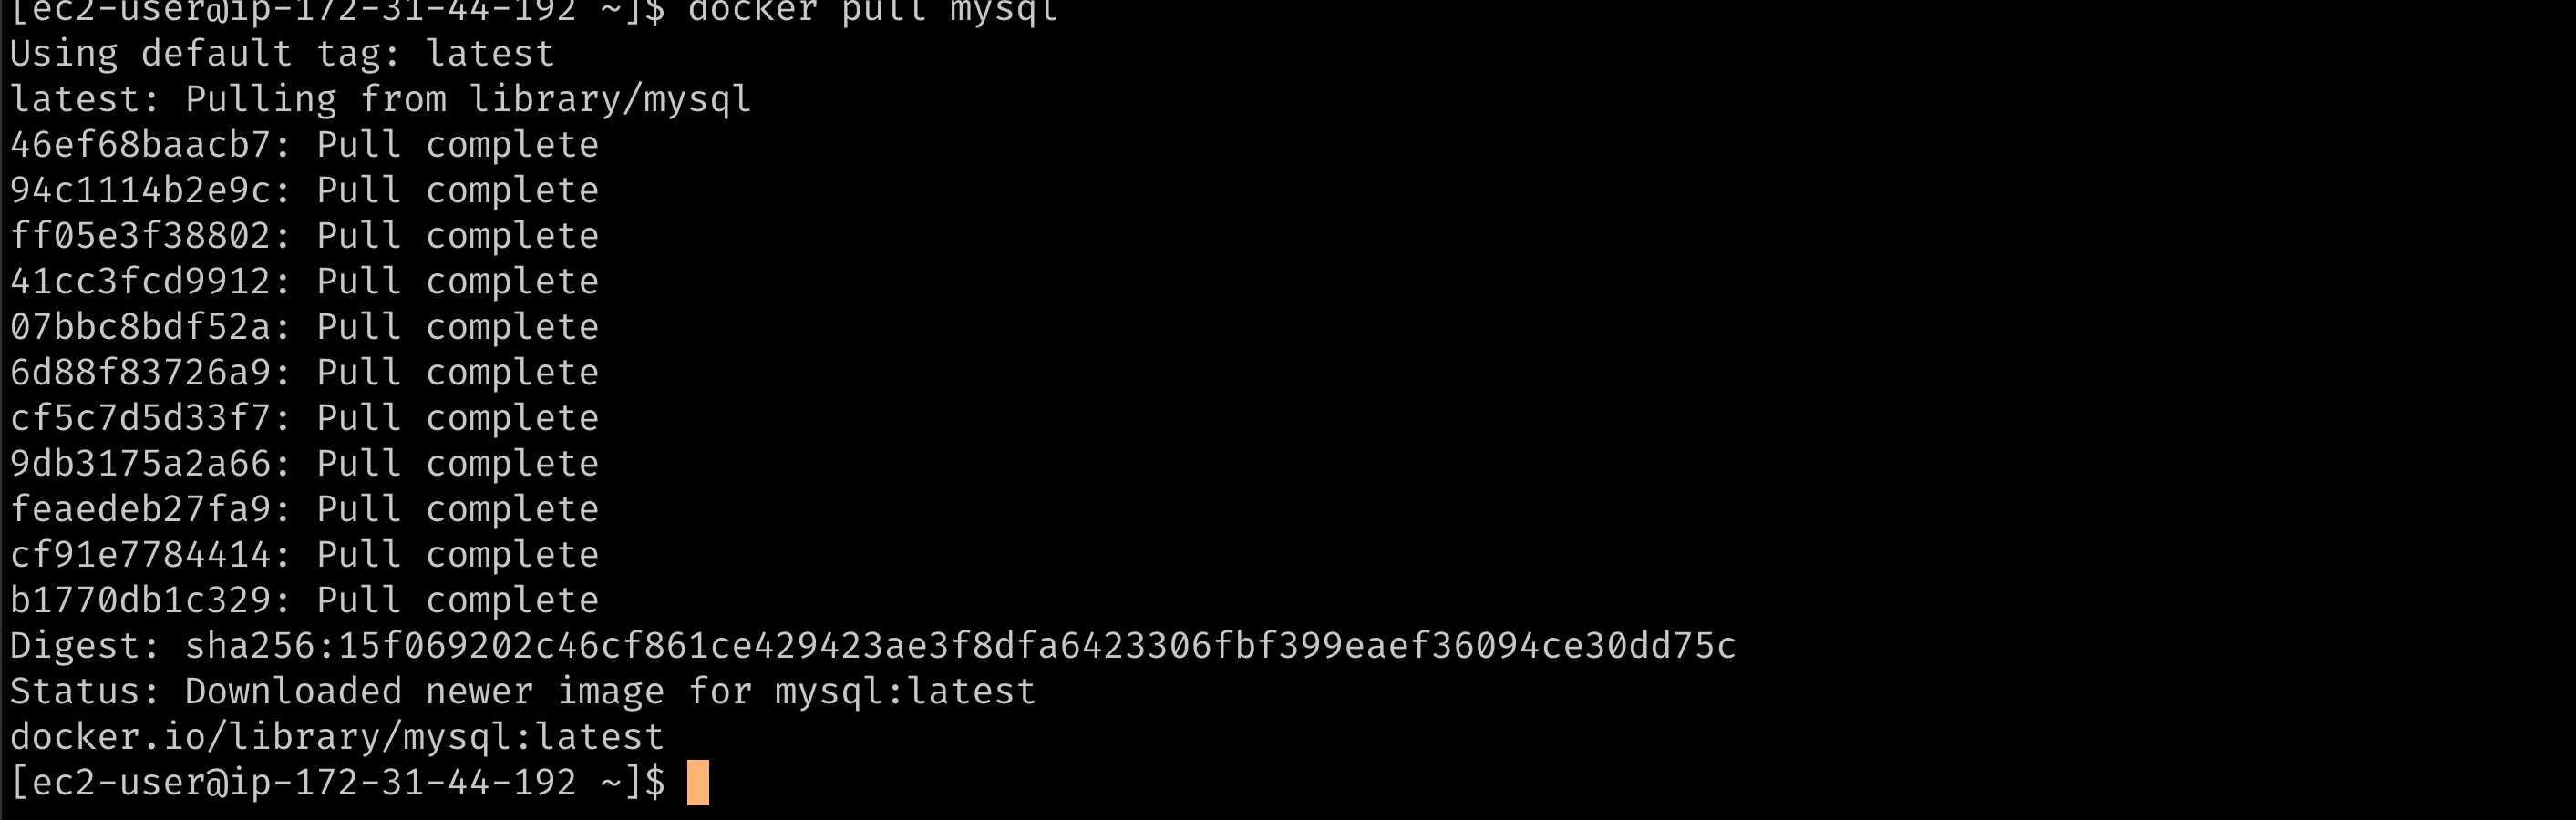 [ec2-user@ip-172-31-44-192 ~]$ docker pull mysql
Using default tag: latest
latest: Pulling from library/mysql
46ef68baacb7: Pull complete
94c1114b2e9c: Pull complete
ff05e3f38802: Pull complete
41cc3fcd9912: Pull complete
07bbc8bdf52a: Pull complete
6d88f83726a9: Pull complete
cf5c7d5d33f7: Pull complete
9db3175a2a66: Pull complete
feaedeb27fa9: Pull complete
cf91e7784414: Pull complete
b1770db1c329: Pull complete
Digest: sha256:15f069202c46cf861ce429423ae3f8dfa6423306fbf399eaef36094ce30dd75c
Status: Downloaded newer image for mysql:latest
docker.io/library/mysql:latest
[ec2-user@ip-172-31-44-192 ~]$